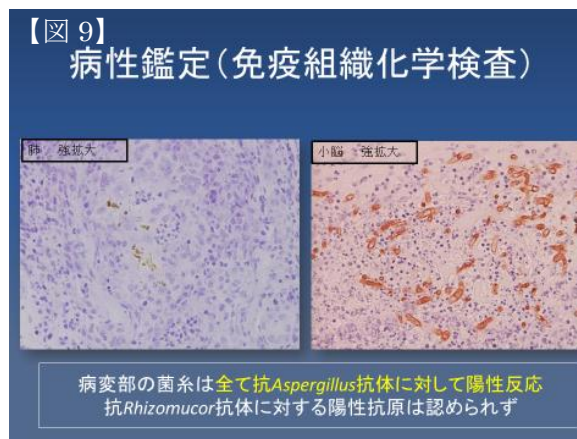 【図 9】
病性鑑定（免疫組織化学検査）
肺　強拡大
小脳　強拡大
病変部の菌糸は全て抗Aspergillus抗体に対して陽性反応
抗Rhizomucor抗体に対する陽性抗原は認められず